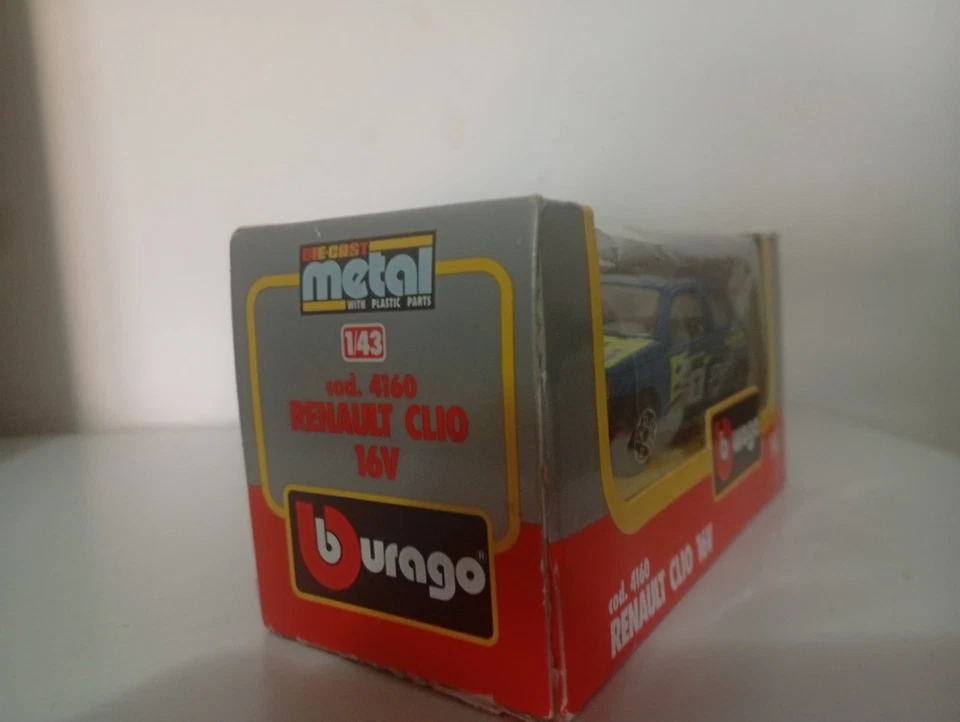 DIE-CAST
metal
WITH PLASTIC PARTS
1/43
cod. 4160
RENAULT CLIO
16V
burago®
burago
cod. 4160
RENAULT CLIO 16V